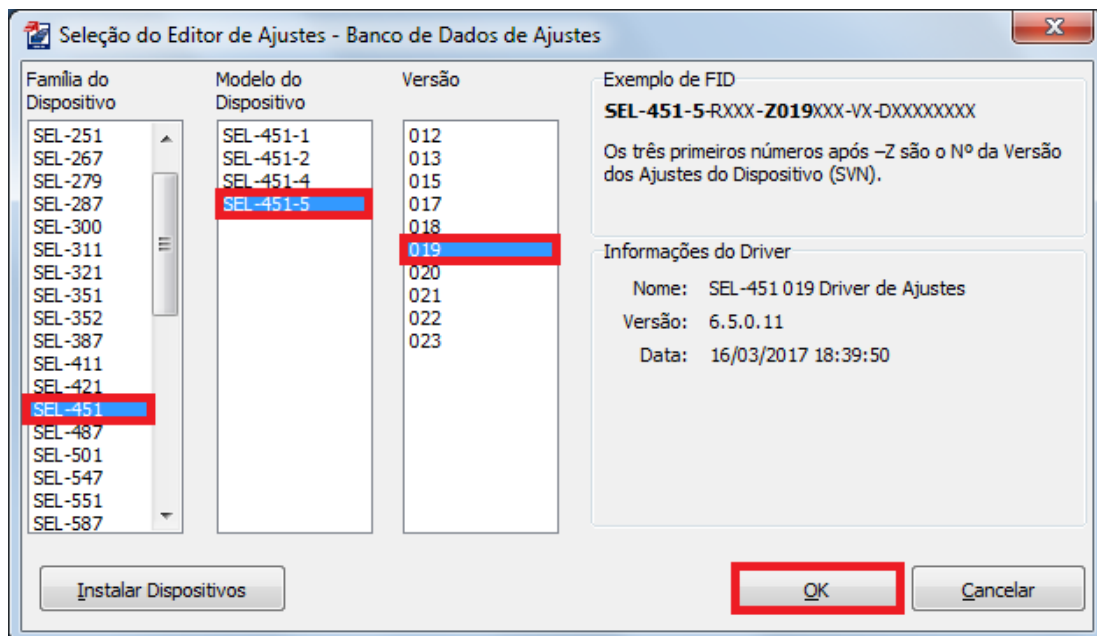 Seleção do Editor de Ajustes - Banco de Dados de Ajustes
Família do
Dispositivo
SEL-251
SEL-267
SEL-279
SEL-287
SEL-300
SEL-311
SEL-321
SEL-351
SEL-352
SEL-387
SEL-411
SEL-421
SEL-451
SEL-487
SEL-501
SEL-547
SEL-551
SEL-587
Modelo do
Dispositivo
SEL-451-1
SEL-451-2
SEL-451-4
SEL-451-5
Versão
012
013
015
017
018
019
020
021
022
023
Exemplo de FID
SEL-451-5-RXXX-Z019XXX-VX-DXXXXXXXX
Os três primeiros números após –Z são o Nº da Versão
dos Ajustes do Dispositivo (SVN).
Informações do Driver
Nome: SEL-451 019 Driver de Ajustes
Versão: 6.5.0.11
Data: 16/03/2017 18:39:50
Instalar Dispositivos
OK
Cancelar